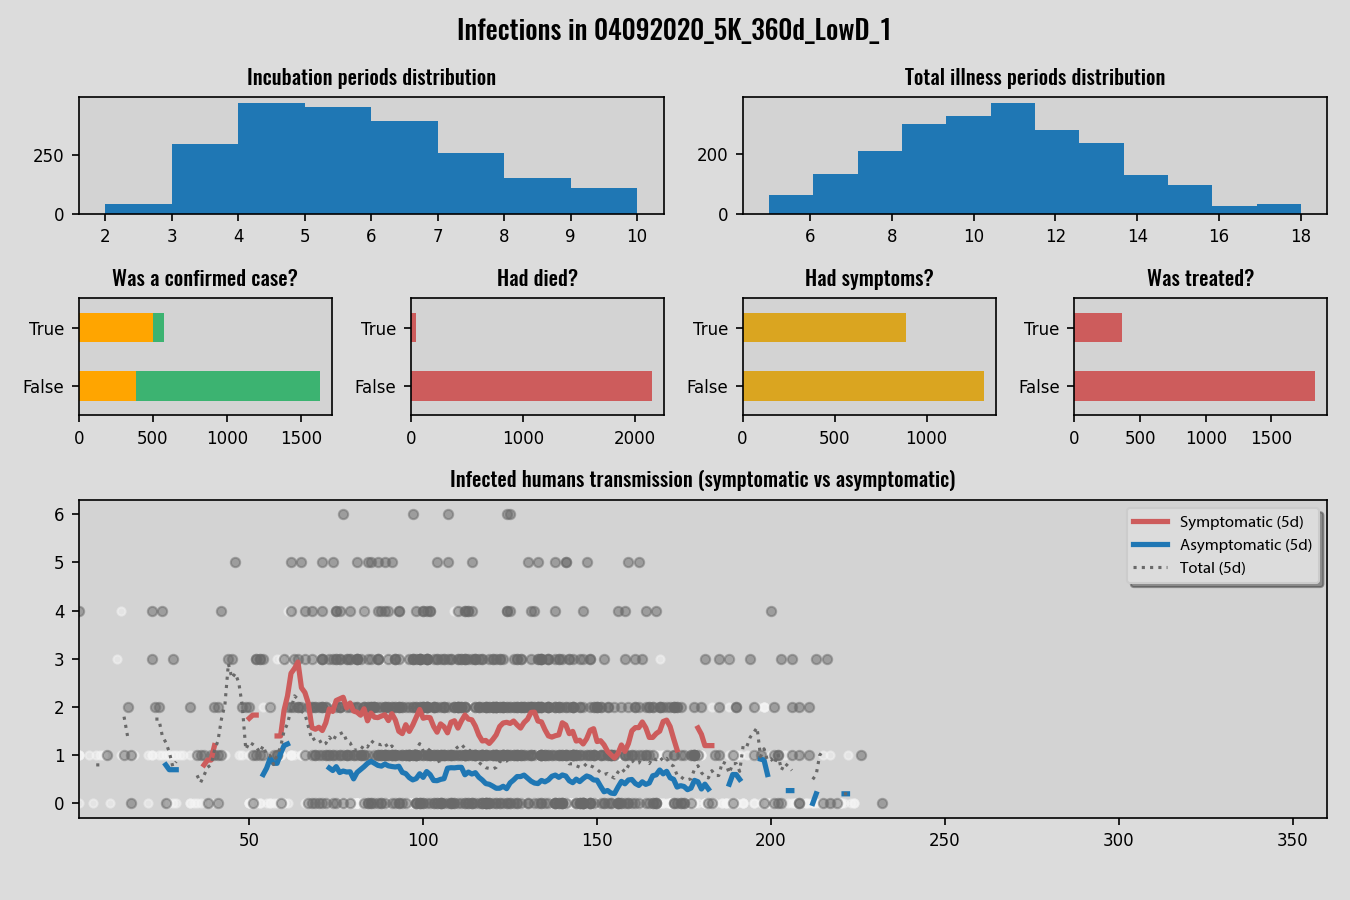 Infections in 04092020_5K_360d_LowD_1
Incubation periods distribution
Total illness periods distribution
250
0
2 3 4 5 6 7 8 9 10
200
0
6 8 10 12 14 16 18
Was a confirmed case?
Had died?
Had symptoms?
Was treated?
True
False
0 500 1000 1500
True
False
0 1000 2000
True
False
0 500 1000
True
False
0 500 1000 1500
Infected humans transmission (symptomatic vs asymptomatic)
6
5
4
3
2
1
0
Symptomatic (5d)
Asymptomatic (5d)
Total (5d)
50 100 150 200 250 300 350